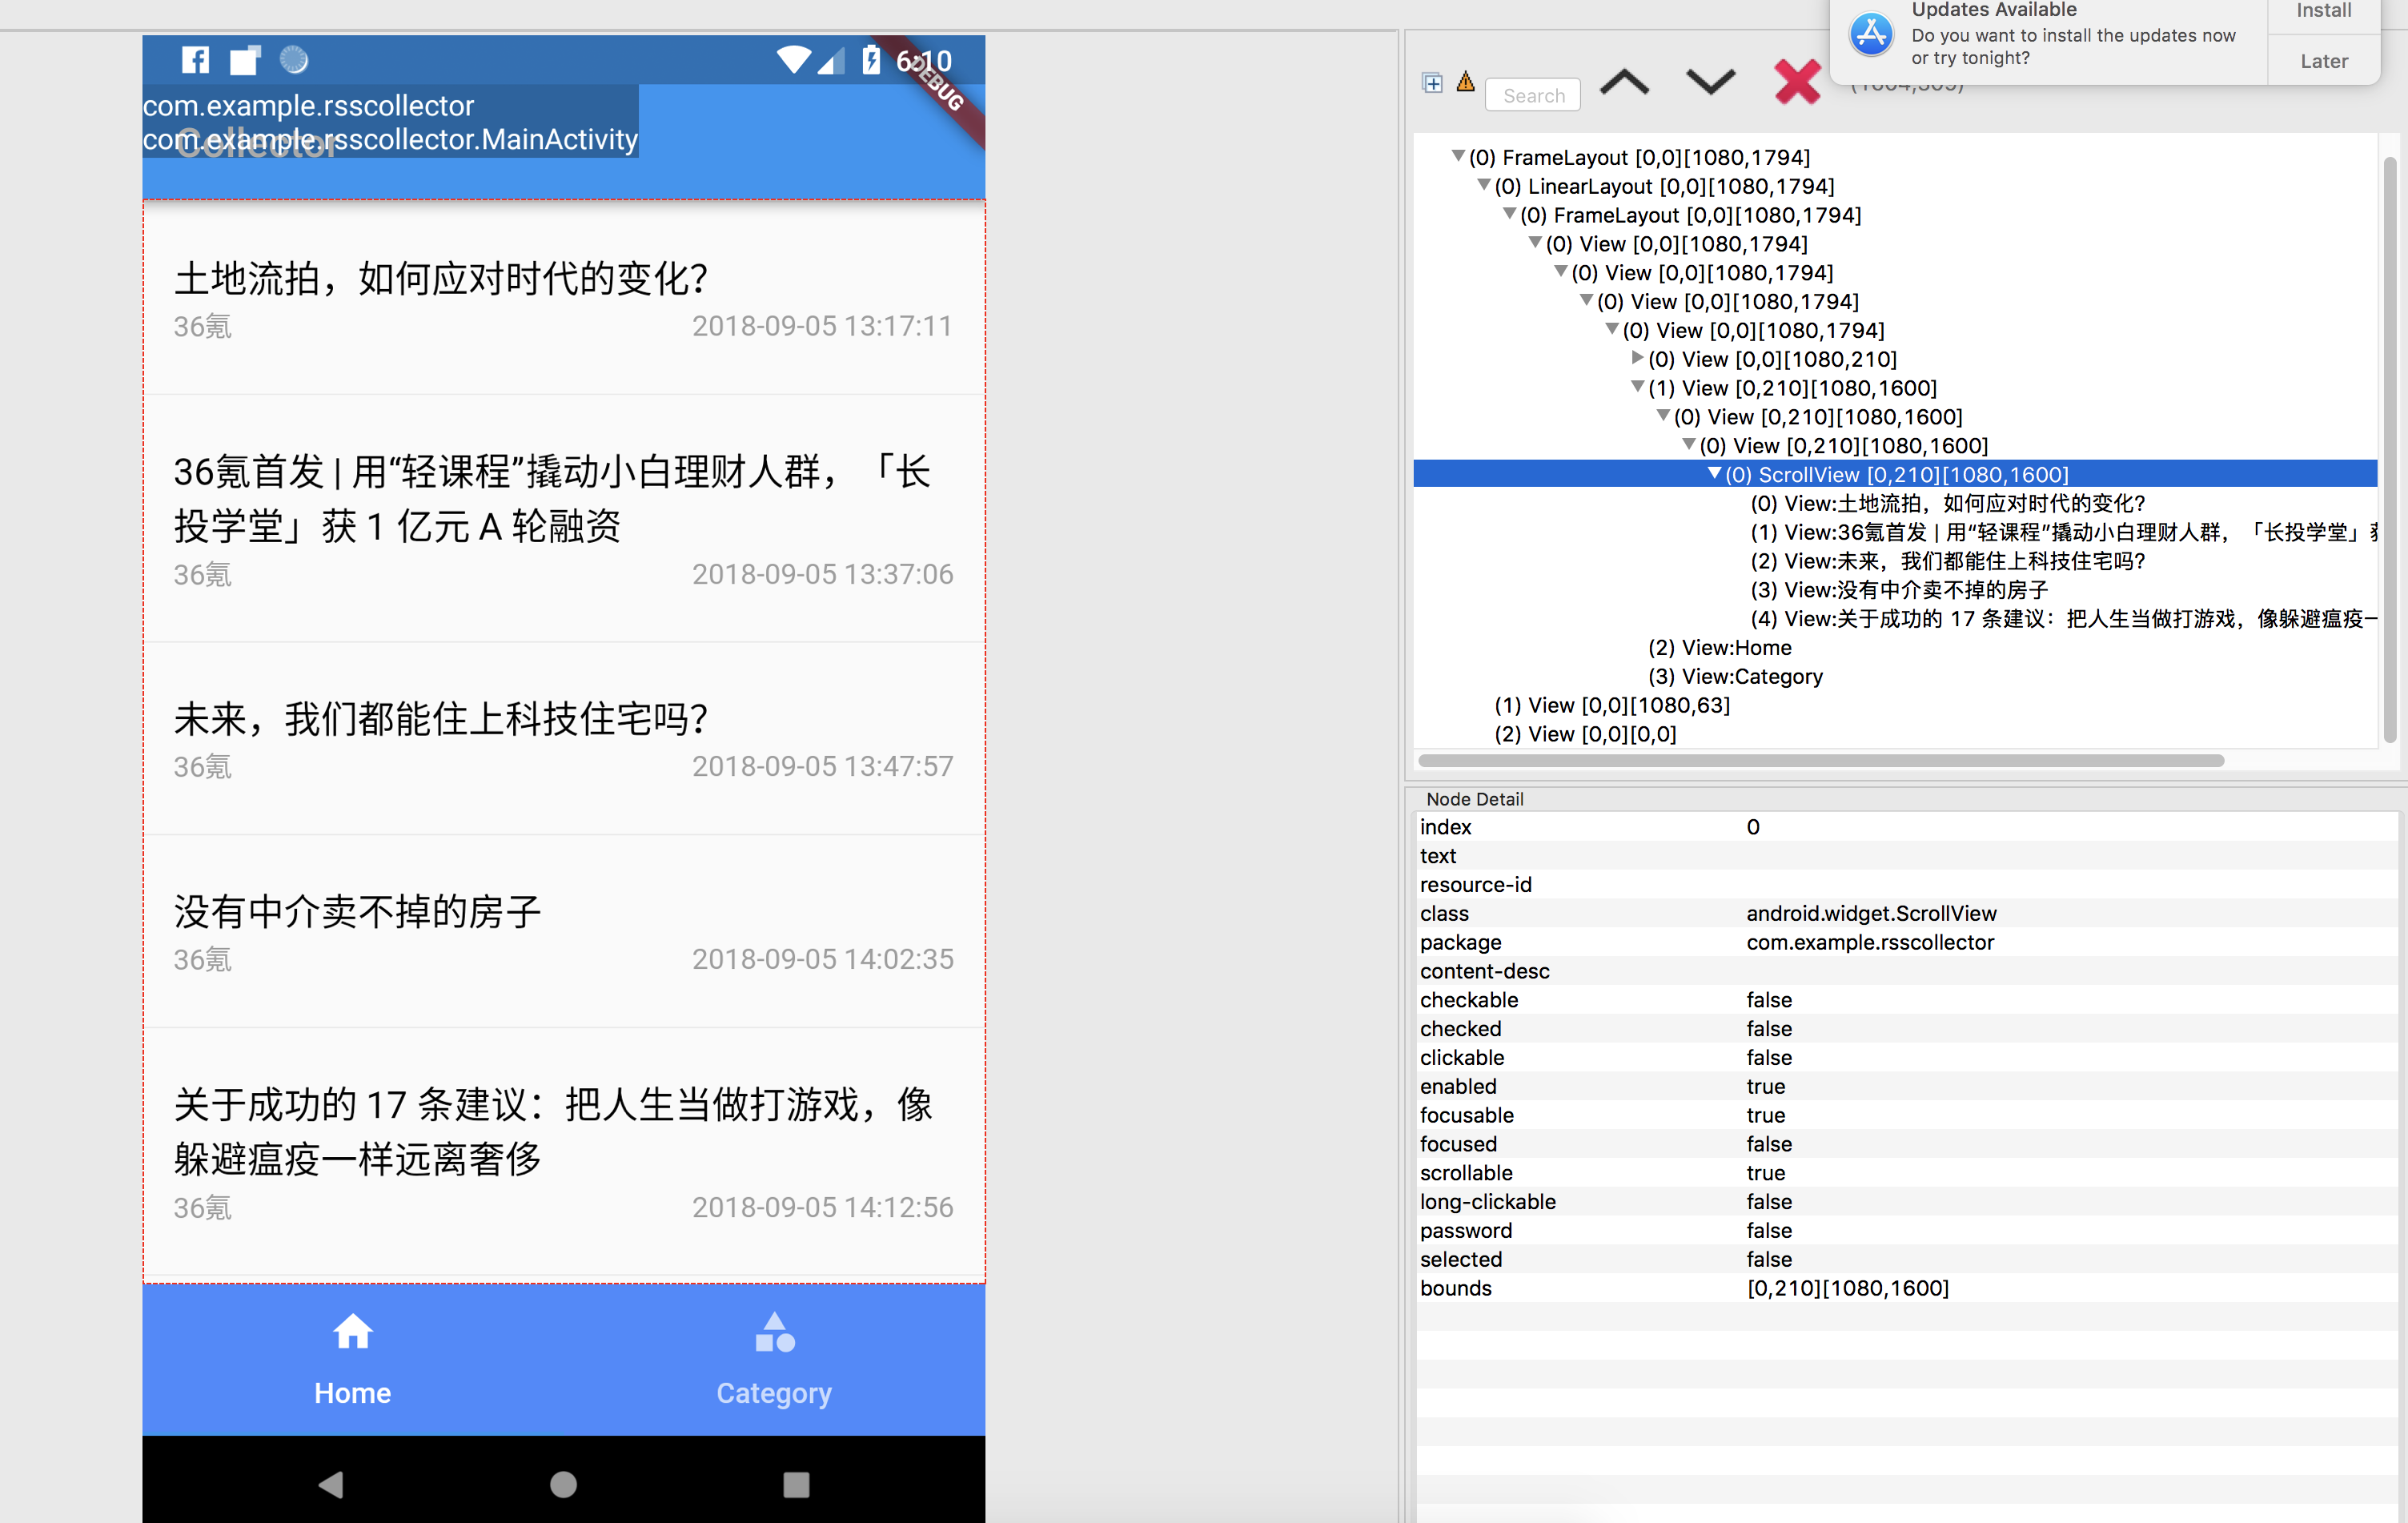 6:10
DEBUG
com.example.rsscollector
com.example.rsscollector.MainActivity
Collector
土地流拍，如何应对时代的变化？
36氪
2018-09-05 13:17:11
36氪首发 | 用“轻课程”撬动小白理财人群，「长
投学堂」获 1 亿元 A 轮融资
36氪
2018-09-05 13:37:06
未来，我们都能住上科技住宅吗？
36氪
2018-09-05 13:47:57
没有中介卖不掉的房子
36氪
2018-09-05 14:02:35
关于成功的 17 条建议：把人生当做打游戏，像
躲避瘟疫一样远离奢侈
36氪
2018-09-05 14:12:56
Home
Category
Updates Available
Do you want to install the updates now
or try tonight?
Install
Later
Search
(0) FrameLayout [0,0][1080,1794]
(0) LinearLayout [0,0][1080,1794]
(0) FrameLayout [0,0][1080,1794]
(0) View [0,0][1080,1794]
(0) View [0,0][1080,1794]
(0) View [0,0][1080,1794]
(0) View [0,0][1080,1794]
(0) View [0,0][1080,210]
(1) View [0,210][1080,1600]
(0) View [0,210][1080,1600]
(0) View [0,210][1080,1600]
(0) ScrollView [0,210][1080,1600]
(0) View:土地流拍，如何应对时代的变化？
(1) View:36氪首发 | 用“轻课程”撬动小白理财人群，「长投学堂」
(2) View:未来，我们都能住上科技住宅吗？
(3) View:没有中介卖不掉的房子
(4) View:关于成功的 17 条建议：把人生当做打游戏，像躲避瘟疫一
(2) View:Home
(3) View:Category
(1) View [0,0][1080,63]
(2) View [0,0][0,0]
Node Detail
index 0
text
resource-id
class android.widget.ScrollView
package com.example.rsscollector
content-desc
checkable false
checked false
clickable false
enabled true
focusable true
focused false
scrollable true
long-clickable false
password false
selected false
bounds [0,210][1080,1600]